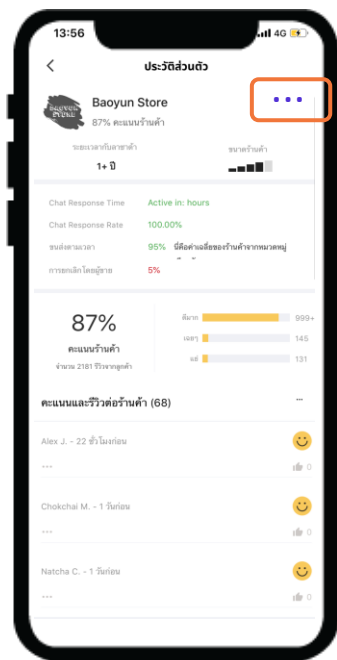 13:56
4G
ประวัติส่วนตัว
BAOYUN STORE
Baoyun Store
87% คะแนนร้านค้า
ระยะเวลากับลาซาด้า
ขนาดร้านค้า
1+ ปี
Chat Response Time Active in: hours
Chat Response Rate 100.00%
ขนส่งตามเวลา 95% นี่คือค่าเฉลี่ยของร้านค้าจากหมวดหมู่
การยกเลิกโดยผู้ขาย 5%
87%
คะแนนร้านค้า
จำนวน 2181 รีวิวจากลูกค้า
ดีมาก 999+
เฉยๆ 145
แย่ 131
คะแนนและรีวิวต่อร้านค้า (68)
...
Alex J. - 22 ชั่วโมงก่อน
...
0
Chokchai M. - 1 วันก่อน
...
0
Natcha C. - 1 วันก่อน
...
0